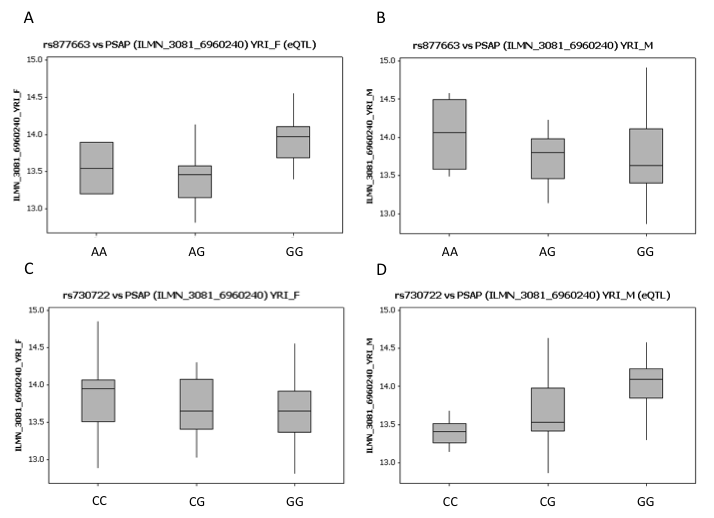 A
rs877663 vs PSAP (ILMN_3081_6960240) YRI_F (eQTL)
ILMN_3081_6960240_YRI_F
15.0
14.5
14.0
13.5
13.0
AA AG GG
B
rs877663 vs PSAP (ILMN_3081_6960240) YRI_M
ILMN_3081_6960240_YRI_M
15.0
14.5
14.0
13.5
13.0
AA AG GG
C
rs730722 vs PSAP (ILMN_3081_6960240) YRI_F
ILMN_3081_6960240_YRI_F
15.0
14.5
14.0
13.5
13.0
CC CG GG
D
rs730722 vs PSAP (ILMN_3081_6960240) YRI_M (eQTL)
ILMN_3081_6960240_YRI_M
15.0
14.5
14.0
13.5
13.0
CC CG GG